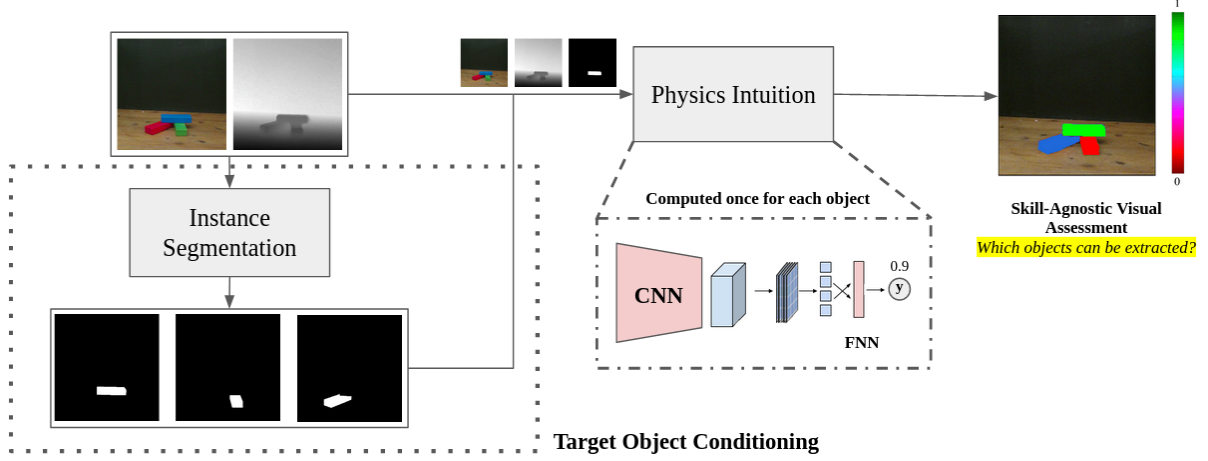 1
Physics Intuition
0
Instance
Segmentation
Computed once for each object
Skill-Agnostic Visual
Assessment
Which objects can be extracted?
CNN
0.9
y
FNN
Target Object Conditioning